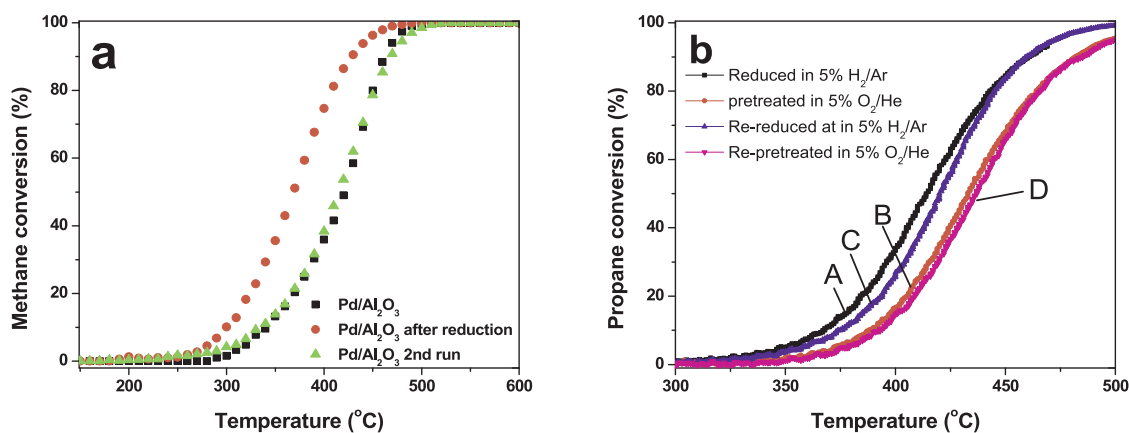 a
Methane conversion (%)
100
80
60
40
20
0
200
300
400
500
600
Temperature (°C)
Pd/Al₂O₃
Pd/Al₂O₃ after reduction
Pd/Al₂O₃ 2nd run
b
Propane conversion (%)
100
80
60
40
20
0
300
350
400
450
500
Temperature (°C)
Reduced in 5% H₂/Ar
pretreated in 5% O₂/He
Re-reduced at in 5% H₂/Ar
Re-pretreated in 5% O₂/He
A
C
B
D